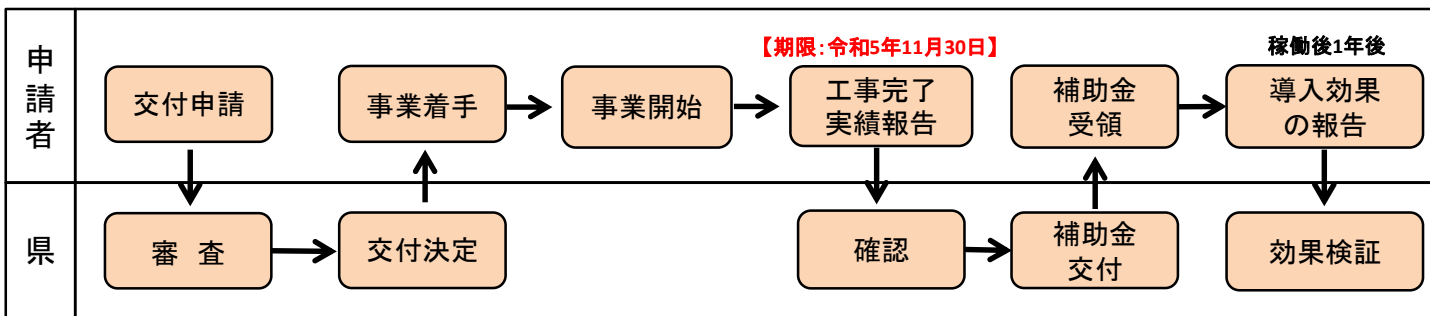 申請者
【期限：令和5年11月30日】
稼働後1年後
交付申請
事業着手
事業開始
工事完了
実績報告
補助金
受領
導入効果
の報告
県
審 査
交付決定
確認
補助金
交付
効果検証